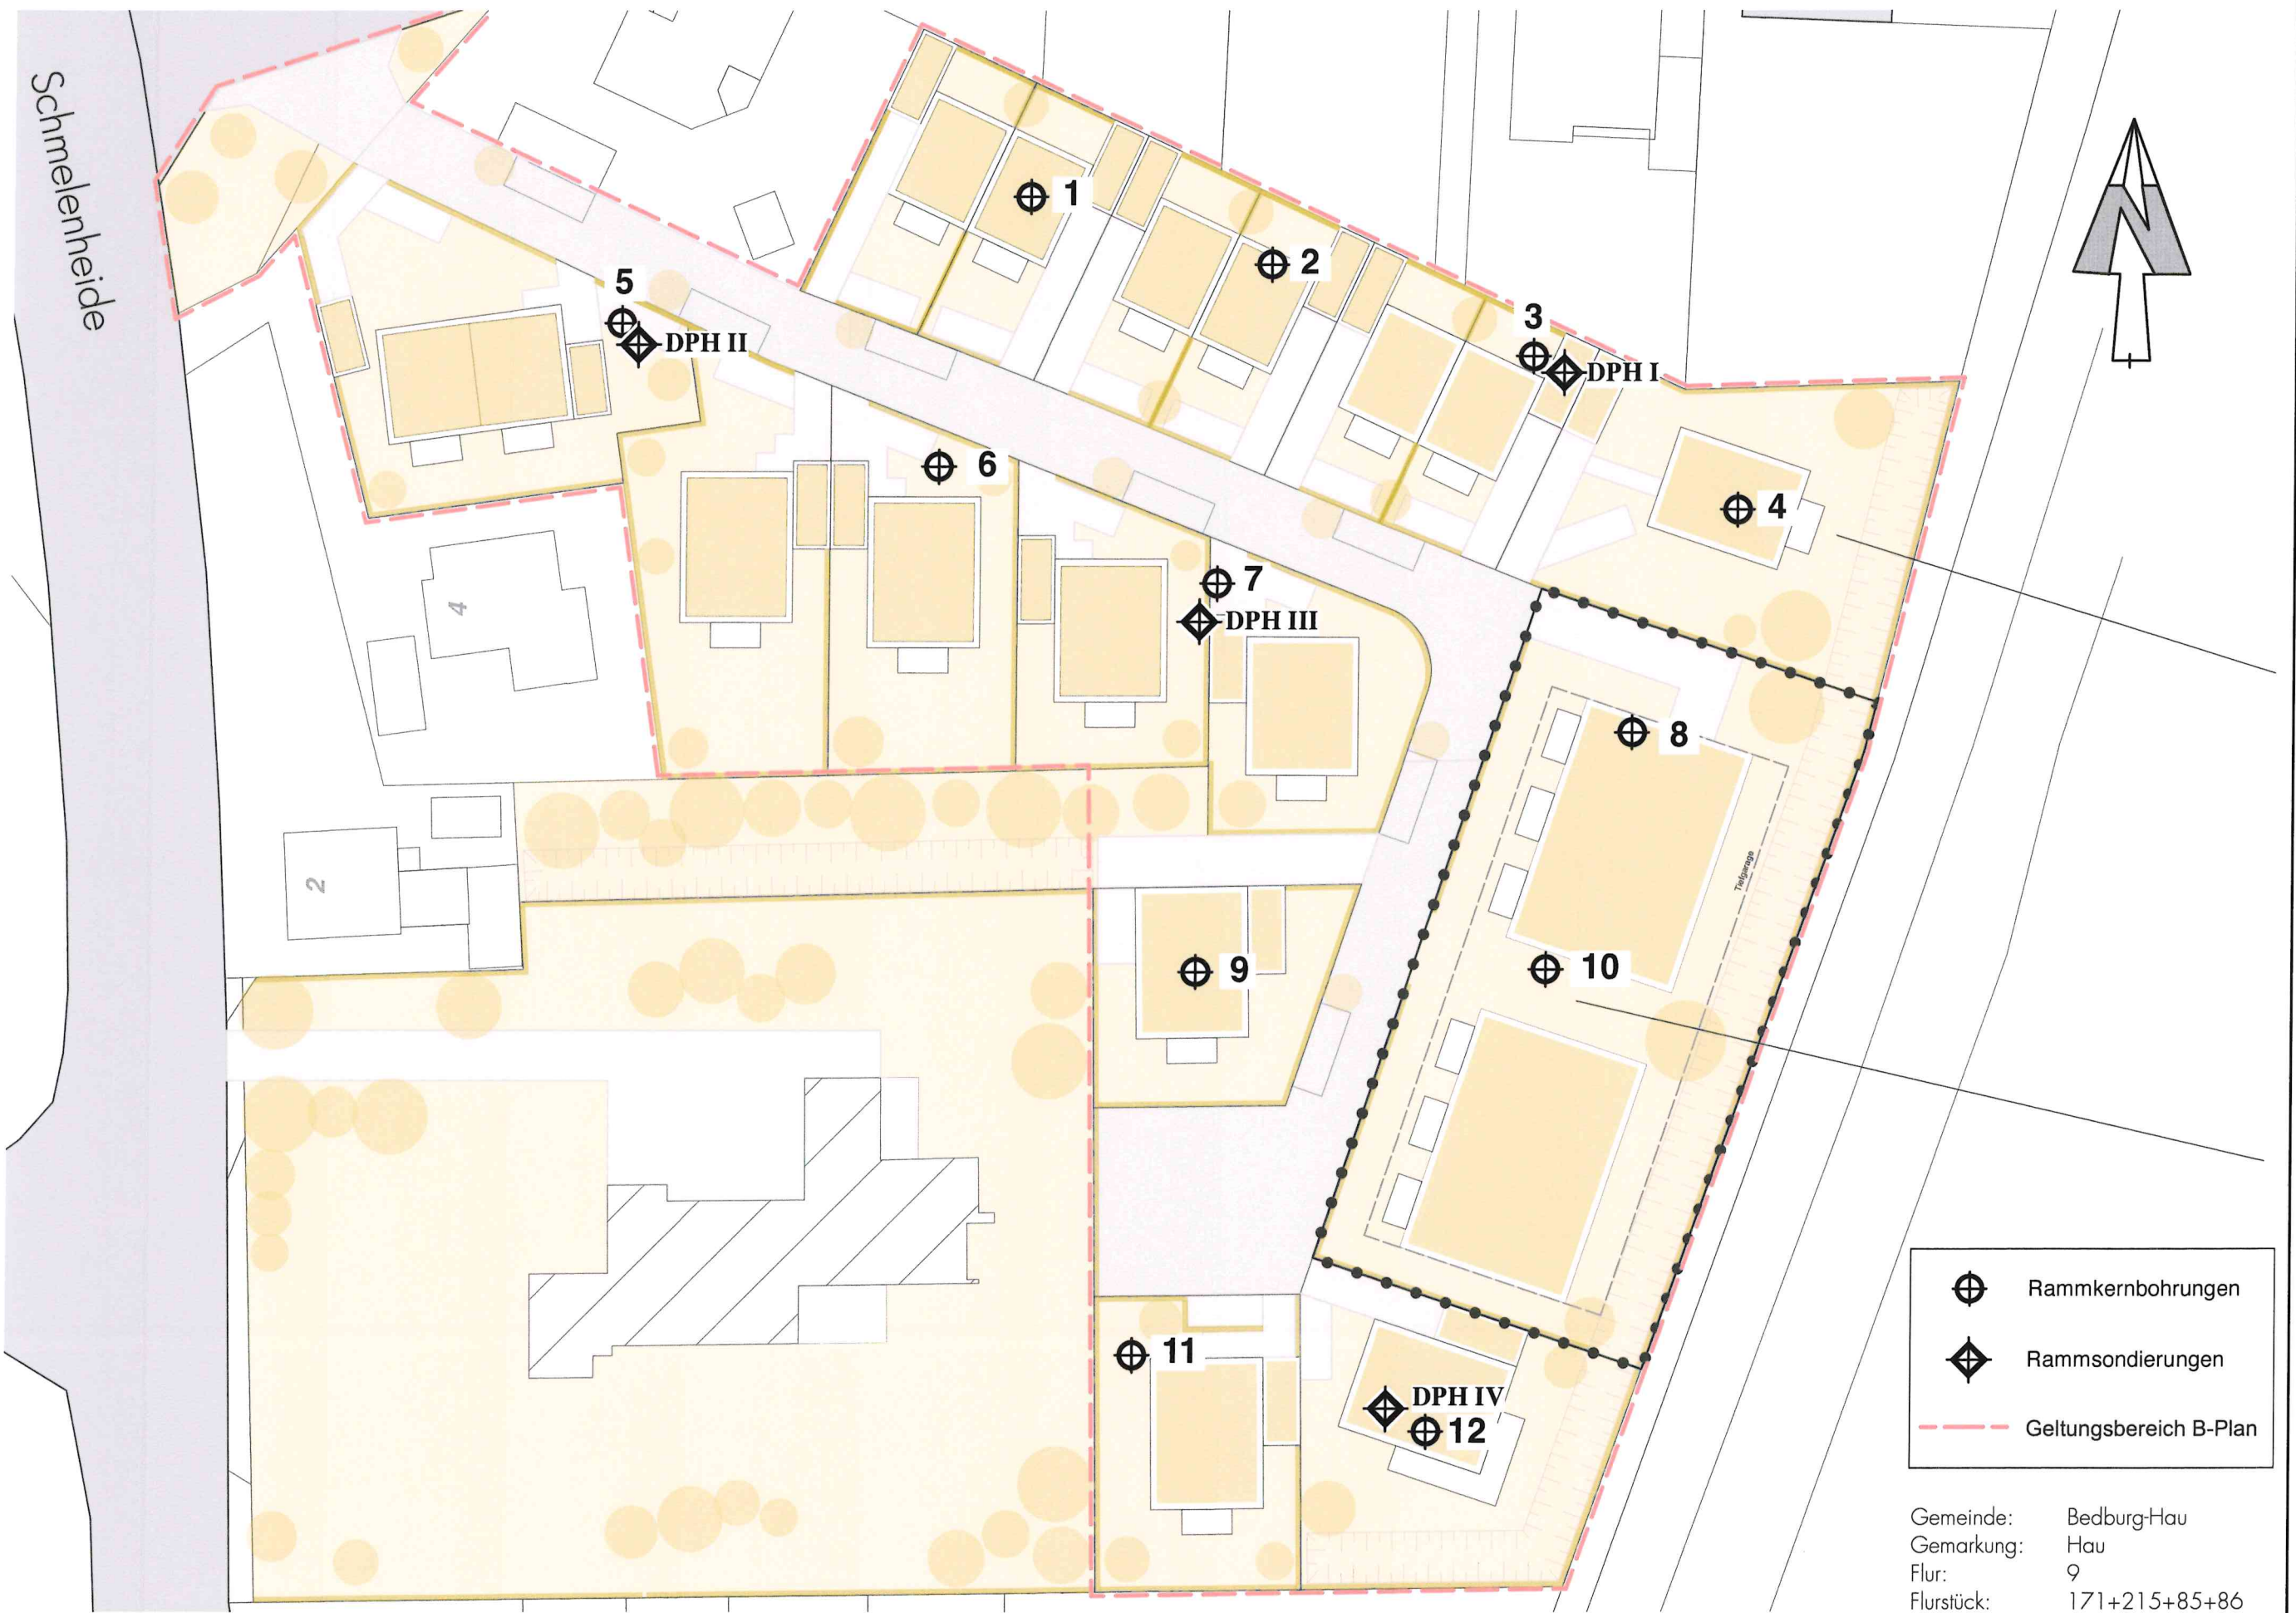 Schmelenheide
1
2
3
DPH I
4
5
DPH II
6
7
DPH III
8
Tiefgarage
9
10
11
DPH IV
12
4
2
N
Rammkernbohrungen
Rammsondierungen
Geltungsbereich B-Plan
Gemeinde: Bedburg-Hau
Gemarkung: Hau
Flur: 9
Flurstück: 171+215+85+86